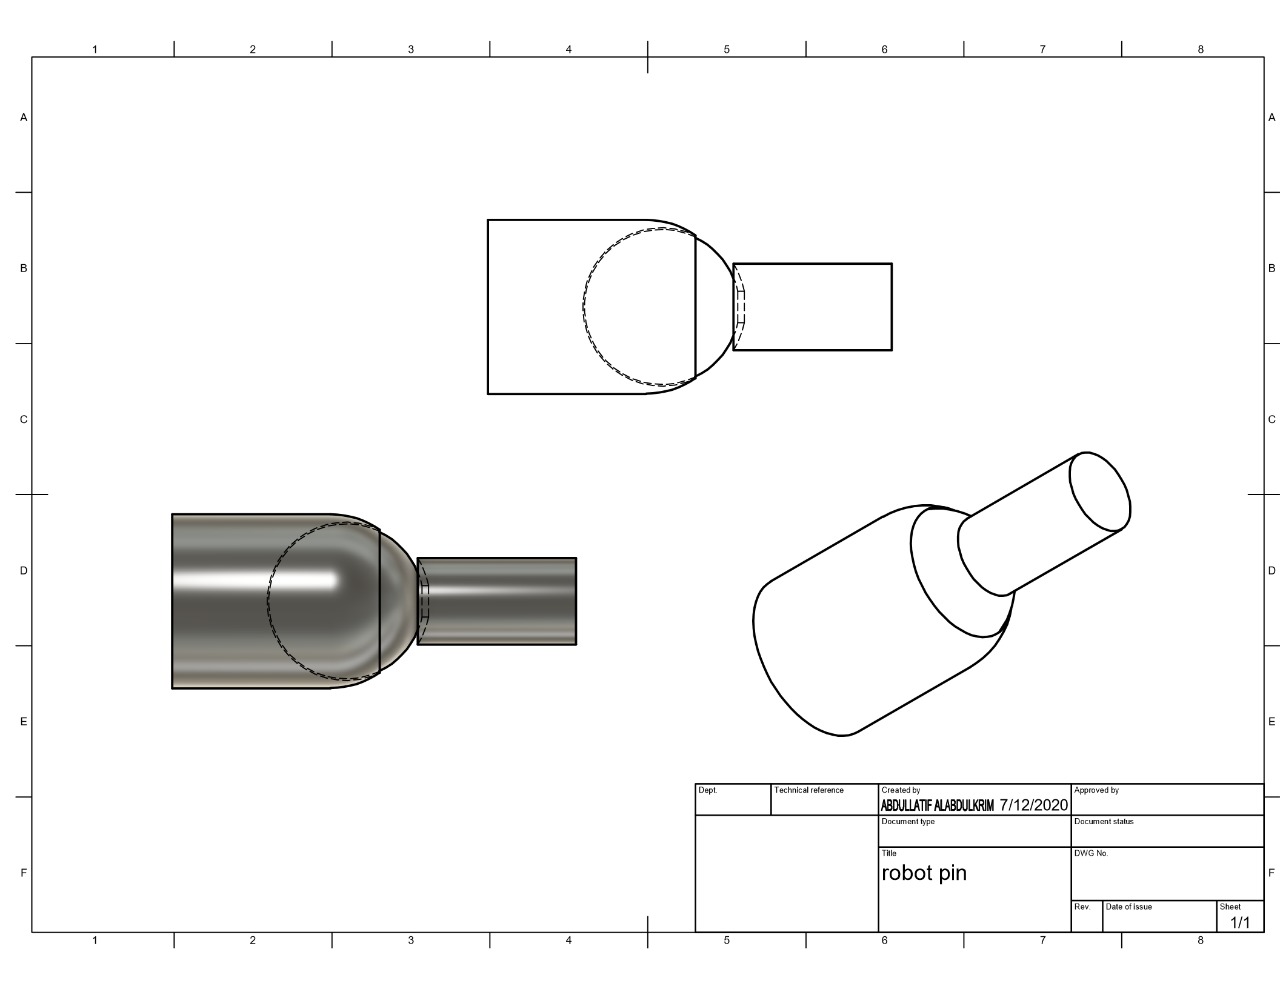 1 2 3 4 5 6 7 8
A A
B B
C C
D D
E E
Dept. Technical reference Created by Approved by
ABDULLATIF ALABDULKRIM 7/12/2020
Document type Document status
Title DWG No.
robot pin
F F
Rev. Date of issue Sheet
1/1
1 2 3 4 5 6 7 8